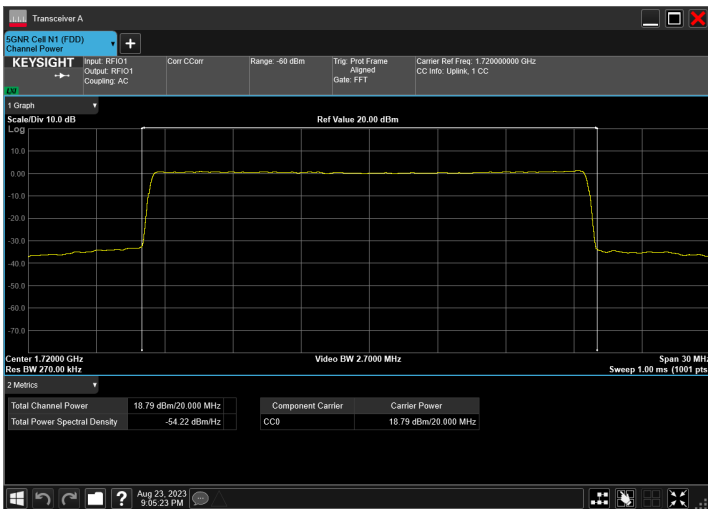 Transceiver A
5GNR Cell N1 (FDD)
Channel Power
KEYSIGHT
Input: RFIO1
Output: RFIO1
Coupling: AC
Corr CCorr
Range: -60 dBm
Trig: Prot Frame
Aligned
Gate: FFT
Carrier Ref Freq: 1.720000000 GHz
CC Info: Uplink, 1 CC
LXI
1 Graph
Scale/Div 10.0 dB
Ref Value 20.00 dBm
Log
10.0
0.00
-10.0
-20.0
-30.0
-40.0
-50.0
-60.0
-70.0
Center 1.72000 GHz
Video BW 2.7000 MHz
Span 30 MHz
Res BW 270.00 kHz
Sweep 1.00 ms (1001 pts
2 Metrics
Total Channel Power 18.79 dBm/20.000 MHz
Total Power Spectral Density -54.22 dBm/Hz
Component Carrier Carrier Power
CC0 18.79 dBm/20.000 MHz
Aug 23, 2023
9:05:23 PM